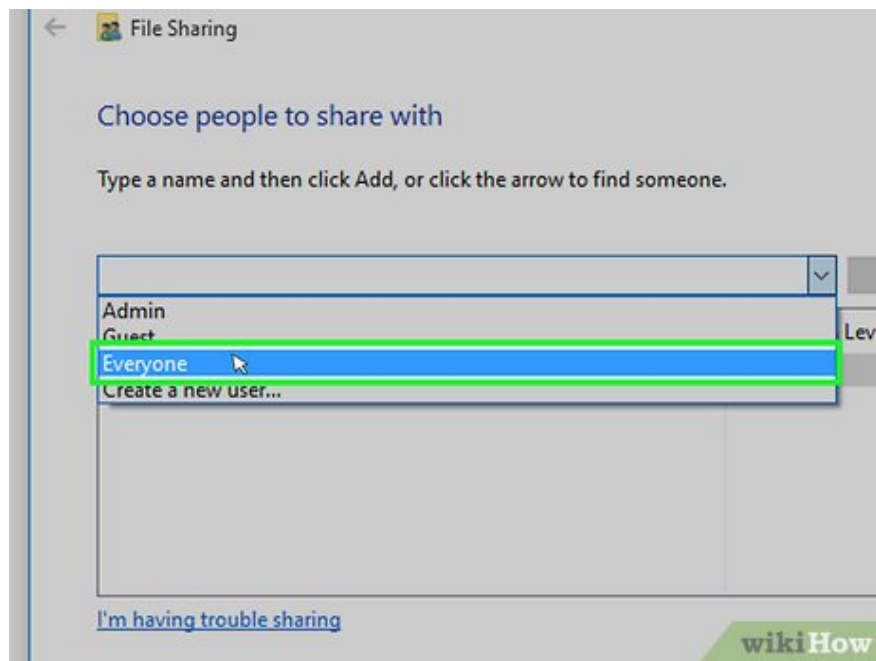 File Sharing
Choose people to share with
Type a name and then click Add, or click the arrow to find someone.
Admin
Guest
Lev
Everyone
Create a new user...
I'm having trouble sharing
wikiHow